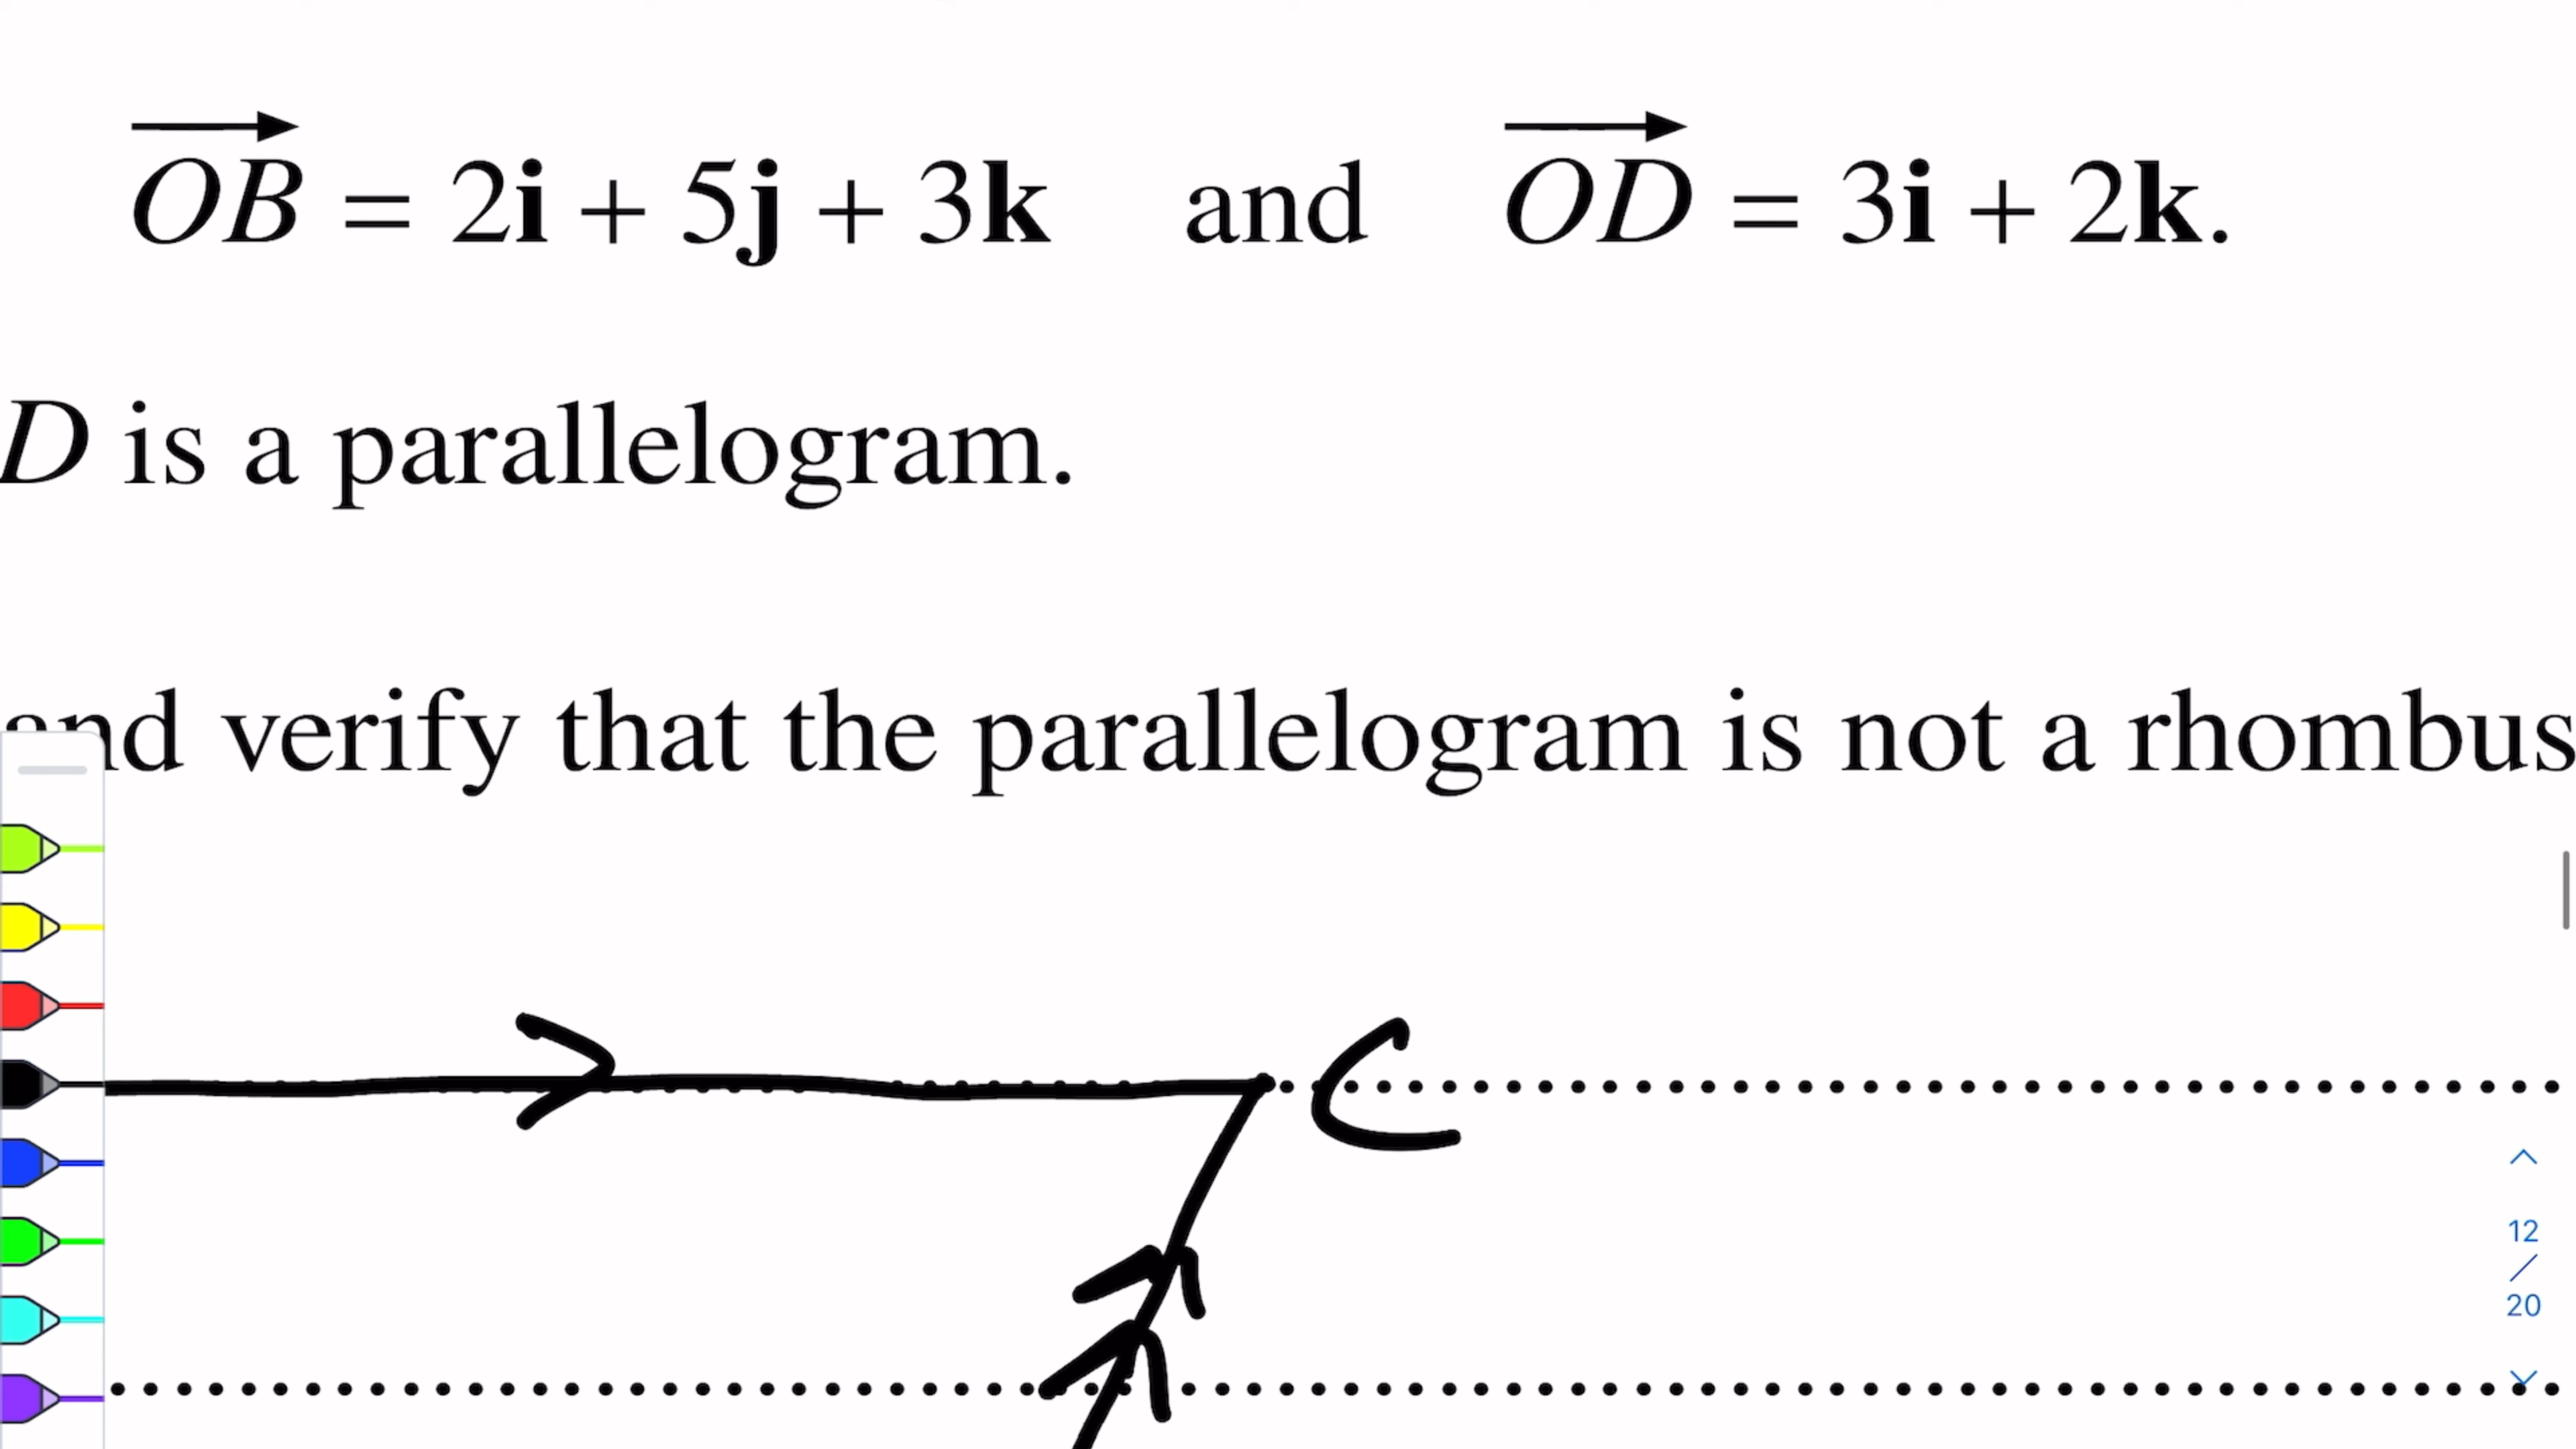 OB = 2i + 5j + 3k and OD = 3i + 2k.
D is a parallelogram.
and verify that the parallelogram is not a rhombus
C
12
/
20